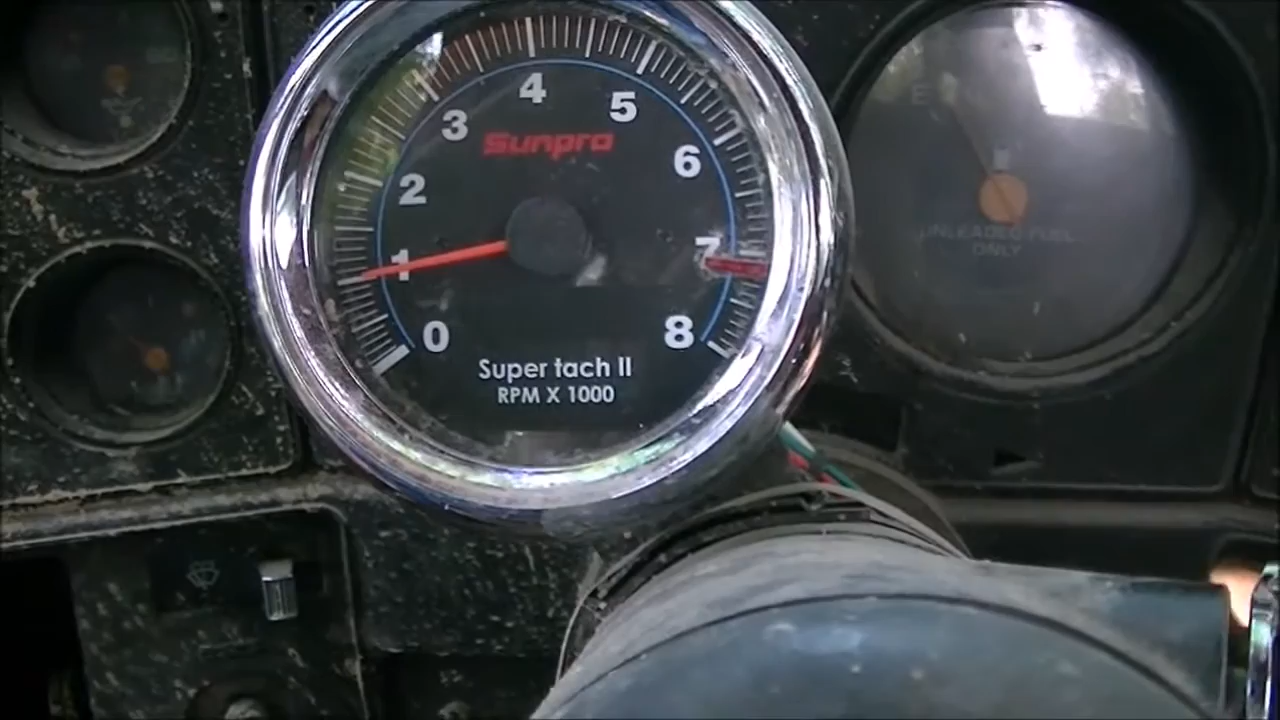 4
3
5
Sunpro
2
6
1
7
0
8
Super tach II
RPM X 1000
E
UNLEADED FUEL
ONLY